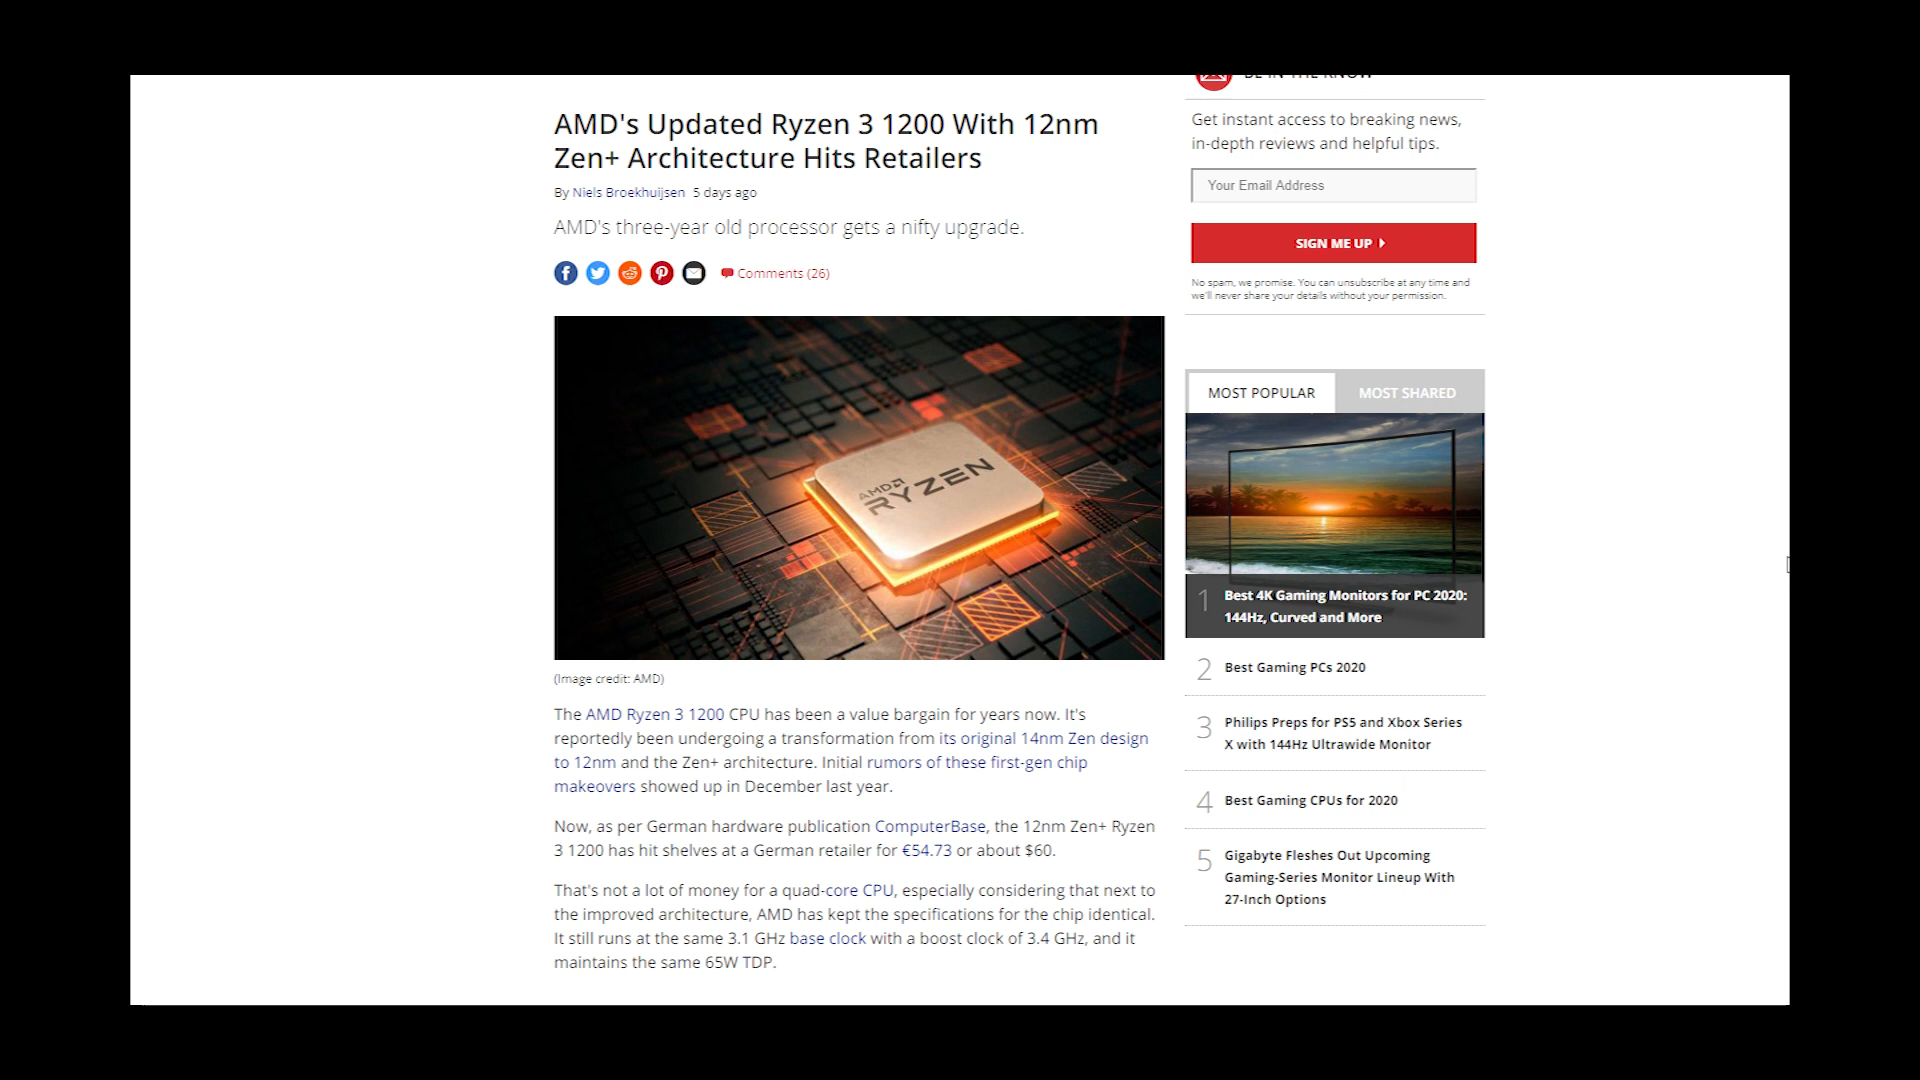 BE IN THE KNOW
AMD's Updated Ryzen 3 1200 With 12nm
Zen+ Architecture Hits Retailers
By Niels Broekhuijsen 5 days ago
AMD's three-year old processor gets a nifty upgrade.
Comments (26)
AMD
RYZEN
(Image credit: AMD)
The AMD Ryzen 3 1200 CPU has been a value bargain for years now. It's
reportedly been undergoing a transformation from its original 14nm Zen design
to 12nm and the Zen+ architecture. Initial rumors of these first-gen chip
makeovers showed up in December last year.
Now, as per German hardware publication ComputerBase, the 12nm Zen+ Ryzen
3 1200 has hit shelves at a German retailer for €54.73 or about $60.
That's not a lot of money for a quad-core CPU, especially considering that next to
the improved architecture, AMD has kept the specifications for the chip identical.
It still runs at the same 3.1 GHz base clock with a boost clock of 3.4 GHz, and it
maintains the same 65W TDP.
Get instant access to breaking news,
in-depth reviews and helpful tips.
Your Email Address
SIGN ME UP
No spam, we promise. You can unsubscribe at any time and
we'll never share your details without your permission.
MOST POPULAR
MOST SHARED
1 Best 4K Gaming Monitors for PC 2020:
144Hz, Curved and More
2 Best Gaming PCs 2020
3 Philips Preps for PS5 and Xbox Series
X with 144Hz Ultrawide Monitor
4 Best Gaming CPUs for 2020
5 Gigabyte Fleshes Out Upcoming
Gaming-Series Monitor Lineup With
27-Inch Options